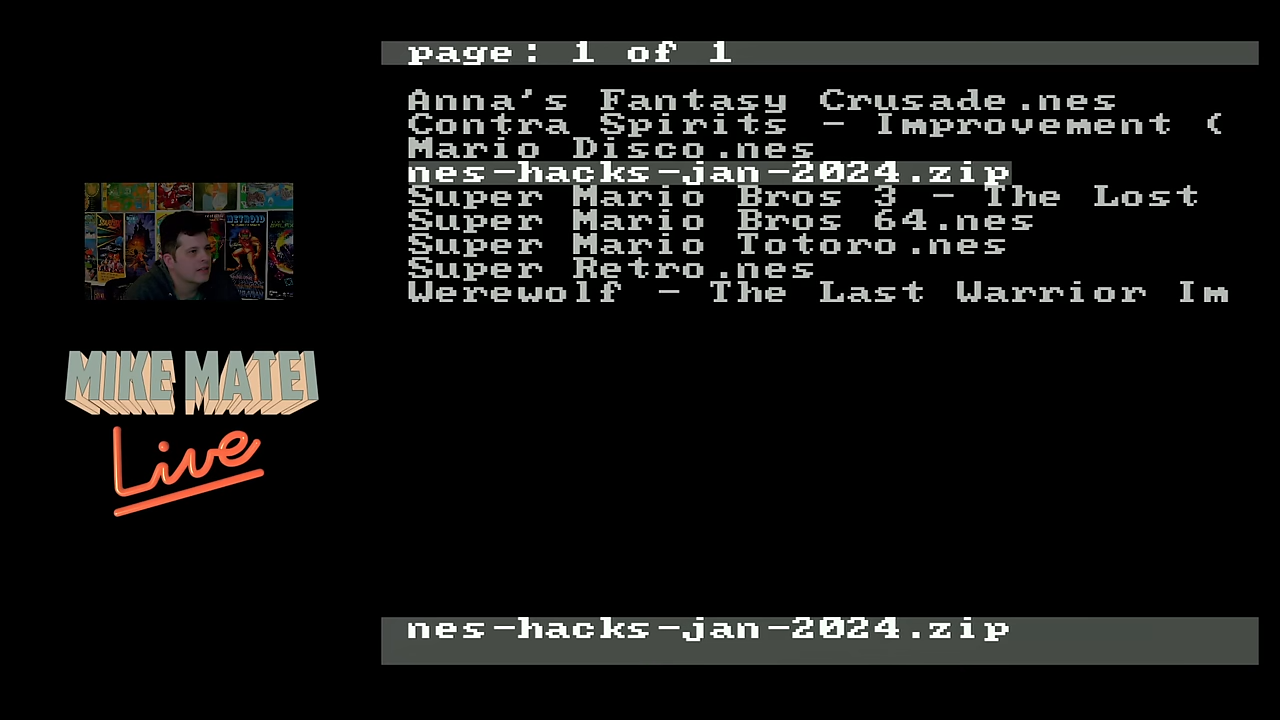 page: 1 of 1
Anna's Fantasy Crusade.nes
Contra Spirits - Improvement (
Mario Disco.nes
nes-hacks-jan-2024.zip
Super Mario Bros 3 - The Lost
Super Mario Bros 64.nes
Super Mario Totoro.nes
Super Retro.nes
Werewolf - The Last Warrior Im
METROID
MIKE MATEI
Live
nes-hacks-jan-2024.zip